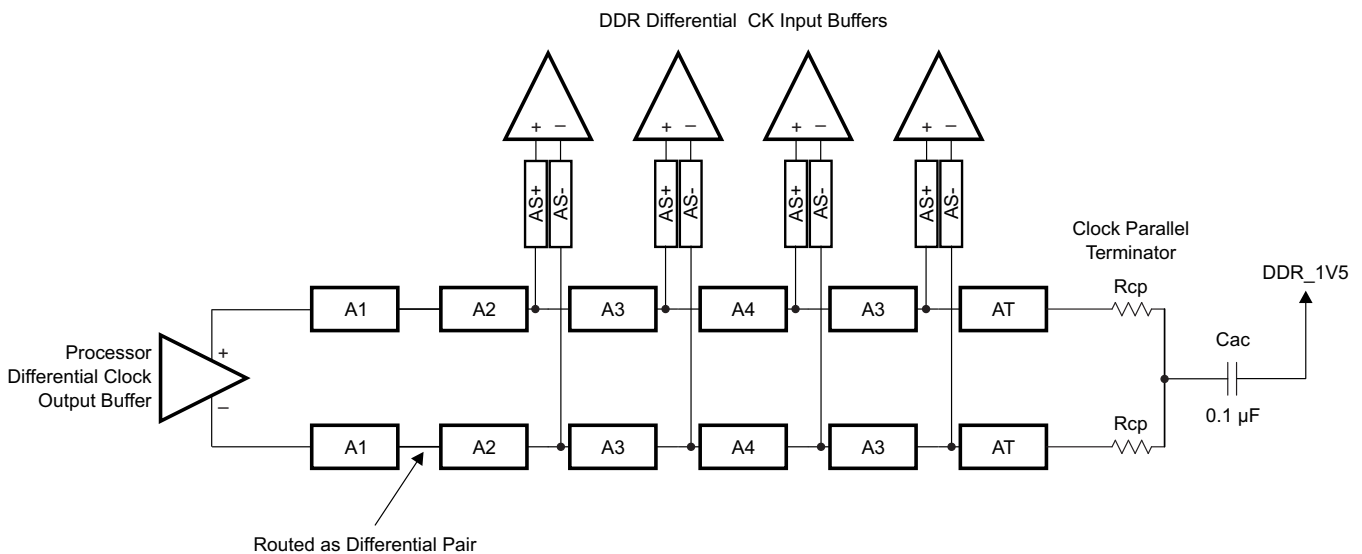 DDR Differential CK Input Buffers
+ – + – + – + –
AS+ AS- AS+ AS- AS+ AS- AS+ AS-
Clock Parallel
Terminator
DDR_1V5
A1 A2 A3 A4 A3 AT Rcp
Processor
Differential Clock
Output Buffer
+
–
Cac
0.1 µF
A1 A2 A3 A4 A3 AT Rcp
Routed as Differential Pair